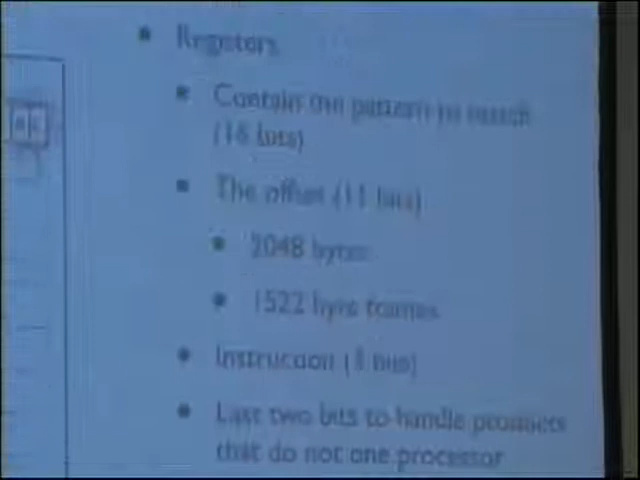 Registers
Contain the pattern to match
(16 bits)
The offset (11 bits)
2048 bytes
1522 byte frames
Instruction (3 bits)
Last two bits to handle
that do not one processor